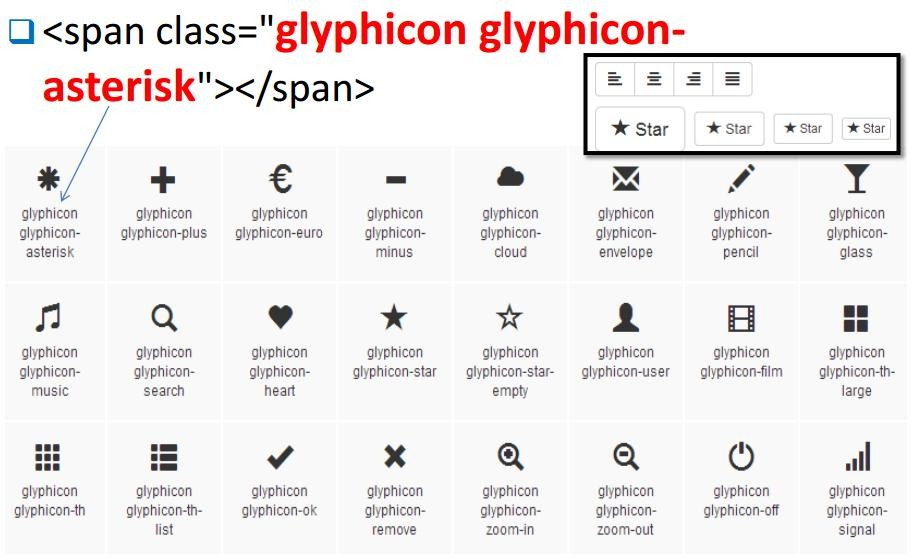 <span class="glyphicon glyphicon-
asterisk"></span>
Star Star Star Star
glyphicon glyphicon glyphicon glyphicon glyphicon glyphicon glyphicon glyphicon
glyphicon- glyphicon-plus glyphicon-euro glyphicon- glyphicon- glyphicon- glyphicon- glyphicon-
asterisk minus cloud envelope pencil glass
glyphicon glyphicon glyphicon glyphicon glyphicon glyphicon glyphicon glyphicon
glyphicon- glyphicon- glyphicon- glyphicon-star glyphicon-star- glyphicon-user glyphicon-film glyphicon-th-
music search heart empty large
glyphicon glyphicon glyphicon glyphicon glyphicon glyphicon glyphicon glyphicon
glyphicon-th glyphicon-th- glyphicon-ok glyphicon- glyphicon- glyphicon- glyphicon-off glyphicon-
list remove zoom-in zoom-out signal